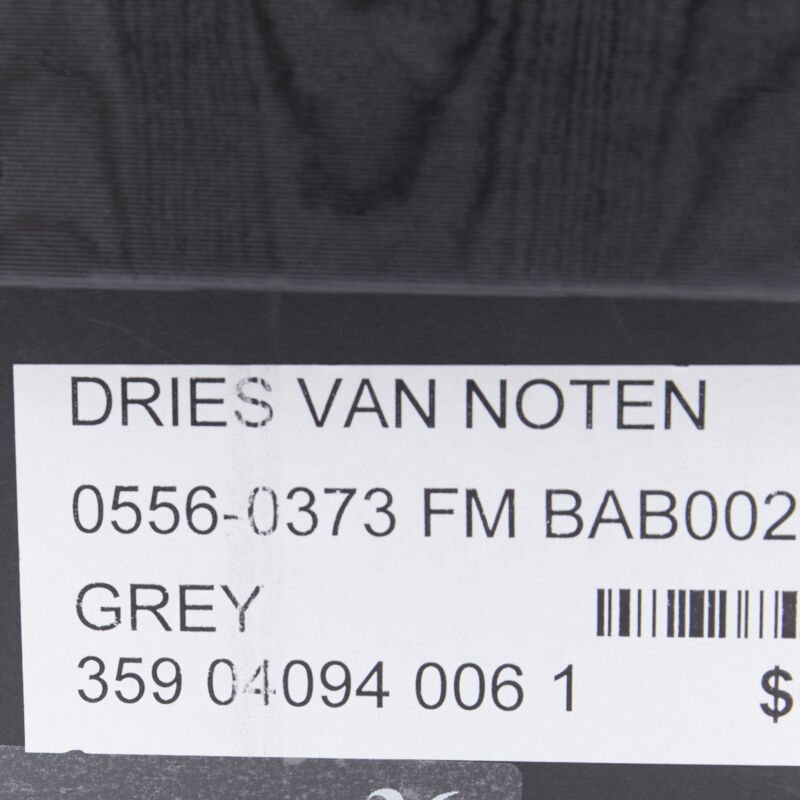 DRIES VAN NOTEN
0556-0373 FM BAB002
GREY
359 04094 006 1
$